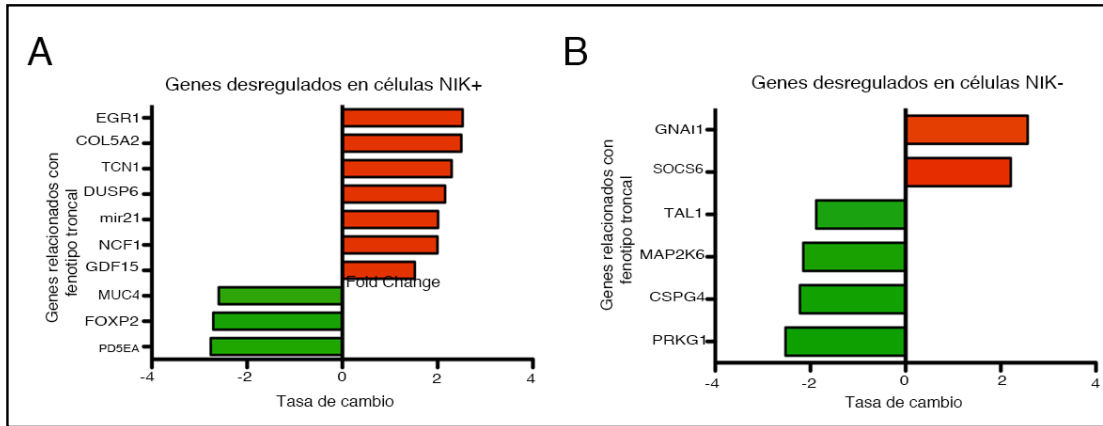 A
Genes desregulados en células NIK+
Genes relacionados con
fenotipo troncal
EGR1
COL5A2
TCN1
DUSP6
mir21
NCF1
GDF15
Fold Change
MUC4
FOXP2
PD5EA
-4 -2 0 2 4
Tasa de cambio
B
Genes desregulados en células NIK-
Genes relacionados con
fenotipo troncal
GNAI1
SOCS6
TAL1
MAP2K6
CSPG4
PRKG1
-4 -2 0 2 4
Tasa de cambio